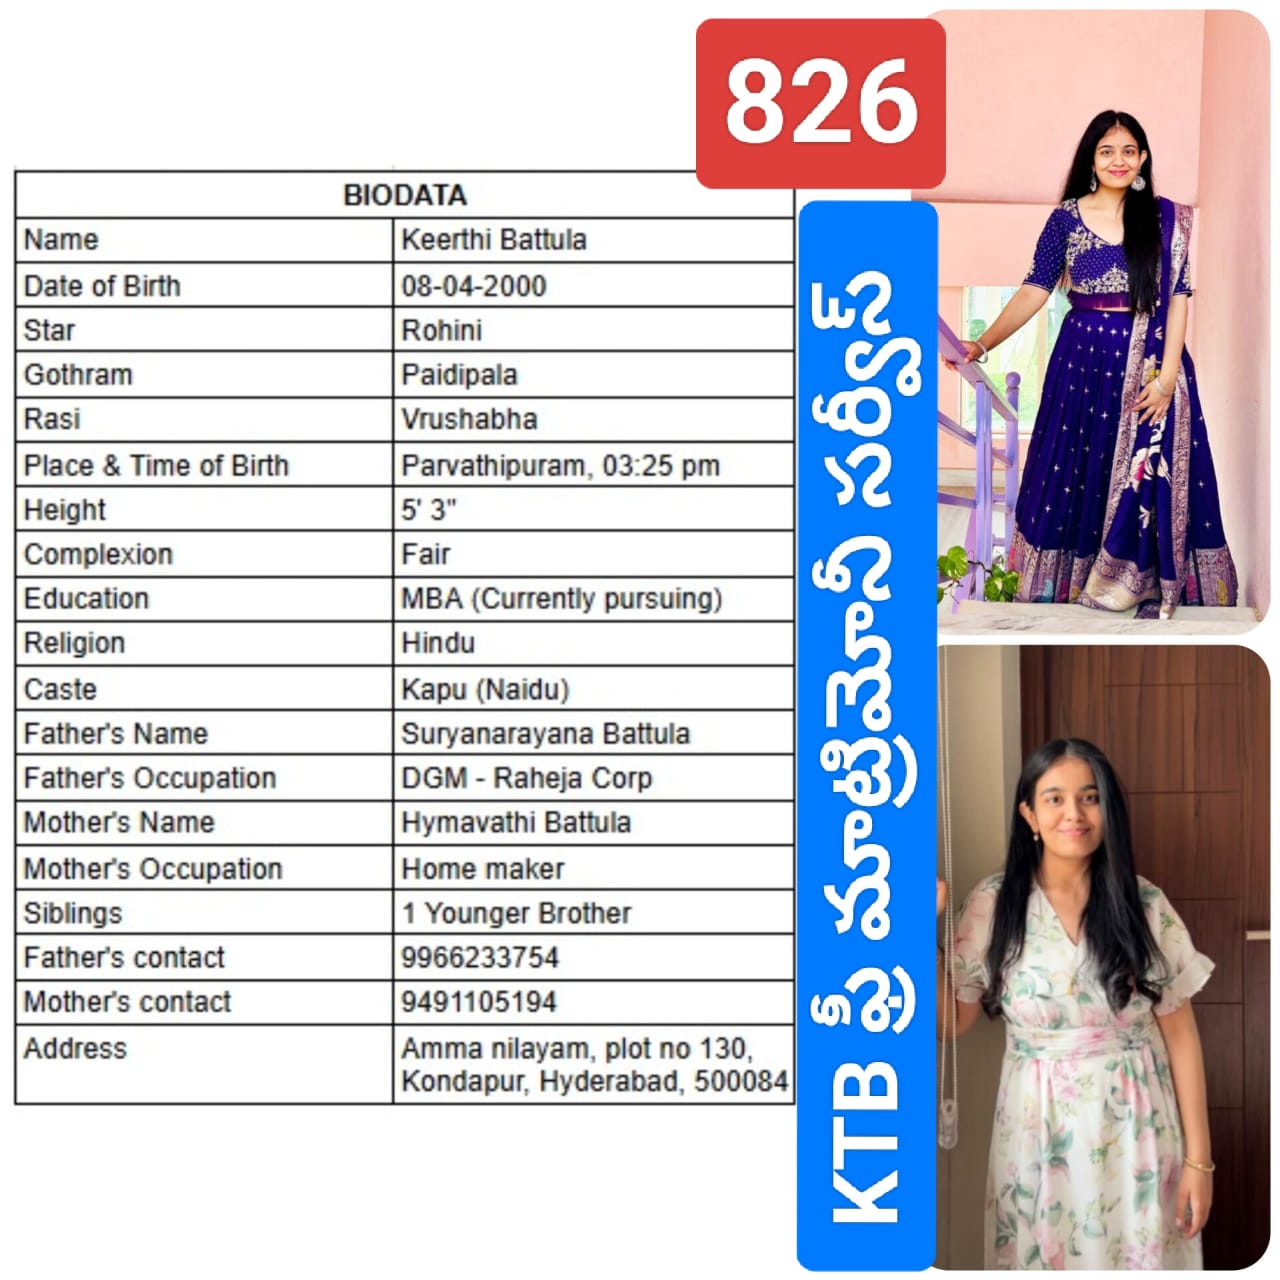 826
BIODATA
Name Keerthi Battula
Date of Birth 08-04-2000
Star Rohini
Gothram Paidipala
Rasi Vrushabha
Place & Time of Birth Parvathipuram, 03:25 pm
Height 5' 3"
Complexion Fair
Education MBA (Currently pursuing)
Religion Hindu
Caste Kapu (Naidu)
Father's Name Suryanarayana Battula
Father's Occupation DGM - Raheja Corp
Mother's Name Hymavathi Battula
Mother's Occupation Home maker
Siblings 1 Younger Brother
Father's contact 9966233754
Mother's contact 9491105194
Address Amma nilayam, plot no 130,
Kondapur, Hyderabad, 500084
KTB ఫ్రీ మాట్రిమోనీ సర్వీస్